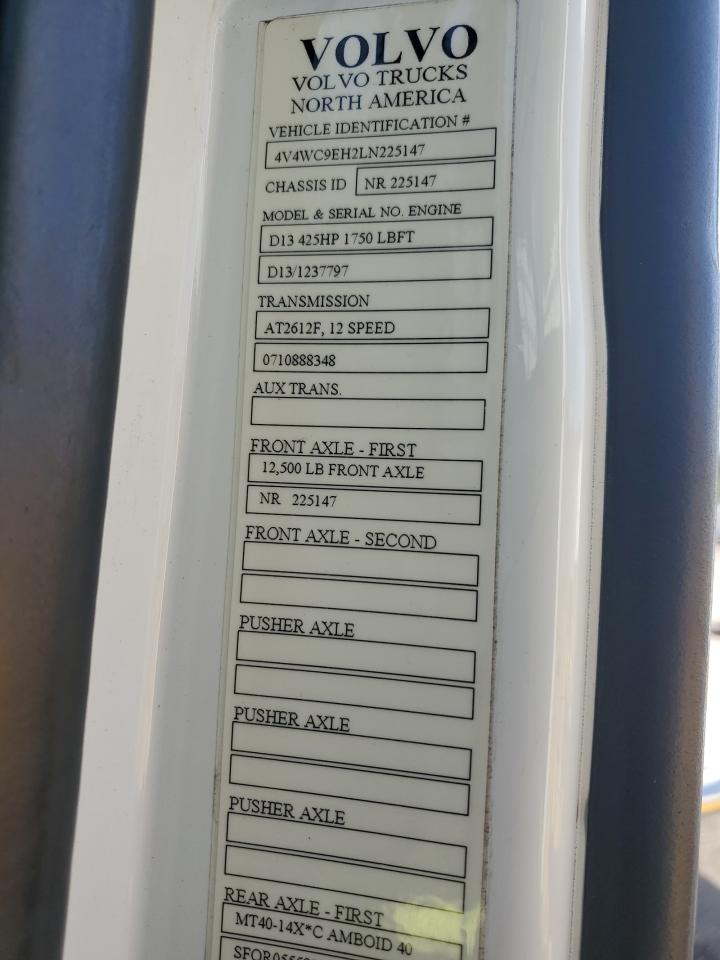 VOLVO
VOLVO TRUCKS
NORTH AMERICA
VEHICLE IDENTIFICATION #
4V4WC9EH2LN225147
CHASSIS ID NR 225147
MODEL & SERIAL NO. ENGINE
D13 425HP 1750 LBFT
D13/1237797
TRANSMISSION
AT2612F, 12 SPEED
0710888348
AUX TRANS.
FRONT AXLE - FIRST
12,500 LB FRONT AXLE
NR 225147
FRONT AXLE - SECOND
PUSHER AXLE
PUSHER AXLE
PUSHER AXLE
REAR AXLE - FIRST
MT40-14X*C AMBOID 40